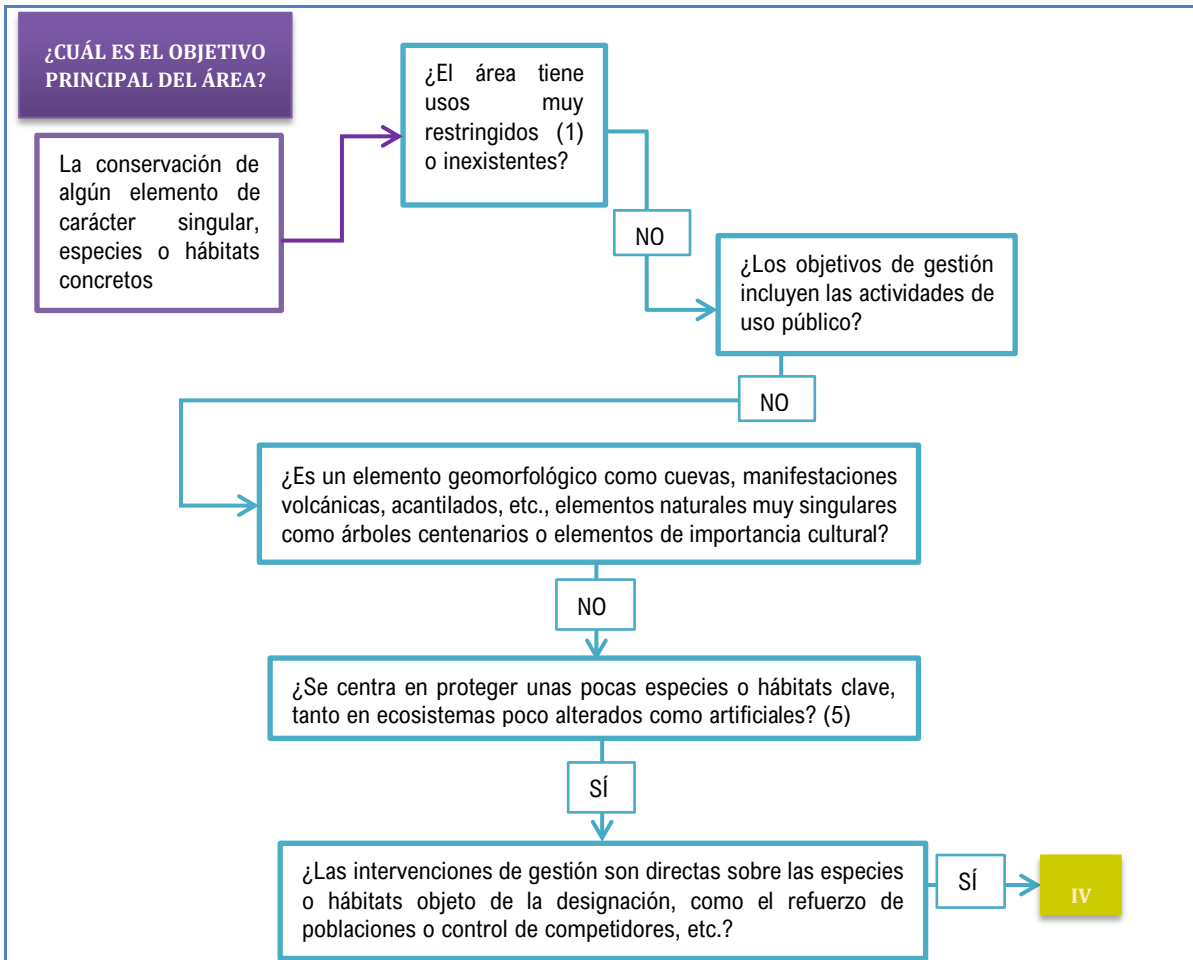 ¿CUÁL ES EL OBJETIVO
PRINCIPAL DEL ÁREA?
La conservación de
algún elemento de
carácter singular,
especies o hábitats
concretos
¿El área tiene
usos muy
restringidos (1)
o inexistentes?
NO
¿Los objetivos de gestión
incluyen las actividades de
uso público?
NO
¿Es un elemento geomorfológico como cuevas, manifestaciones
volcánicas, acantilados, etc., elementos naturales muy singulares
como árboles centenarios o elementos de importancia cultural?
NO
¿Se centra en proteger unas pocas especies o hábitats clave,
tanto en ecosistemas poco alterados como artificiales? (5)
SÍ
¿Las intervenciones de gestión son directas sobre las especies
o hábitats objeto de la designación, como el refuerzo de
poblaciones o control de competidores, etc.?
SÍ
IV